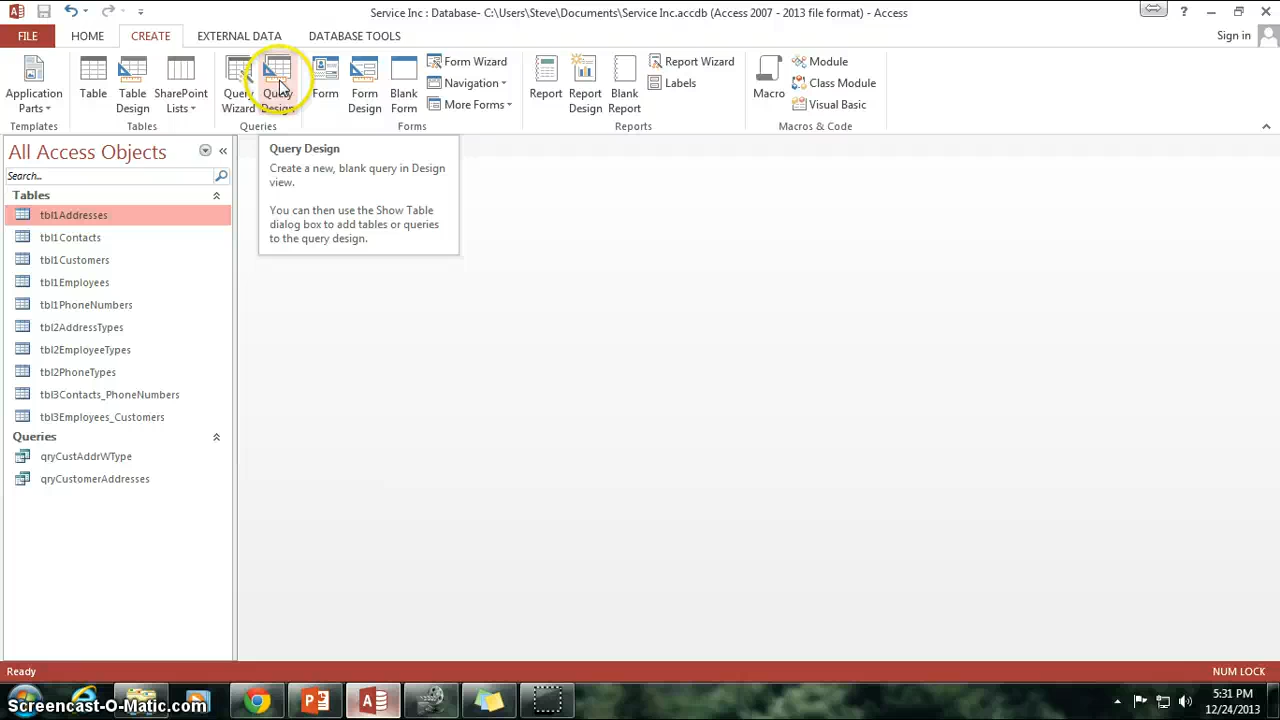 Service Inc : Database- C:\Users\Steve\Documents\Service Inc.accdb (Access 2007 - 2013 file format) - Access
FILE HOME CREATE EXTERNAL DATA DATABASE TOOLS Sign in
Application Parts
Table
Table Design
SharePoint Lists
Query Wizard
Query Design
Form
Form Design
Blank Form
Form Wizard
Navigation
More Forms
Report
Report Design
Blank Report
Report Wizard
Labels
Macro
Module
Class Module
Visual Basic
Templates Tables Queries Forms Reports Macros & Code
All Access Objects
Search...
Tables
tbl1Addresses
tbl1Contacts
tbl1Customers
tbl1Employees
tbl1PhoneNumbers
tbl2AddressTypes
tbl2EmployeeTypes
tbl2PhoneTypes
tbl3Contacts_PhoneNumbers
tbl3Employees_Customers
Queries
qryCustAddrWType
qryCustomerAddresses
Query Design
Create a new, blank query in Design
view.
You can then use the Show Table
dialog box to add tables or queries
to the query design.
Ready NUM LOCK
Screencast-O-Matic.com
5:31 PM
12/24/2013